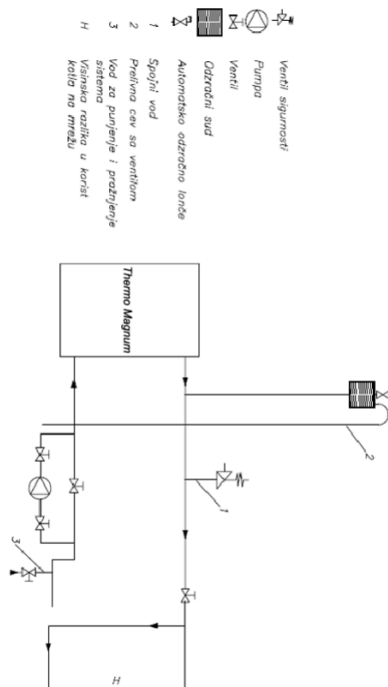 Ventil sigurnosti
Pumpa
Ventil
Odzračni sud
Automatsko odzračno lonče
1 Spojni vod
2 Prelivna cev sa ventilom
3 Vod za punjenje i pražnjenje
sistema
H Visinska razlika u korist
kotla na mrežu
Thermo Magnum
1
2
3
H